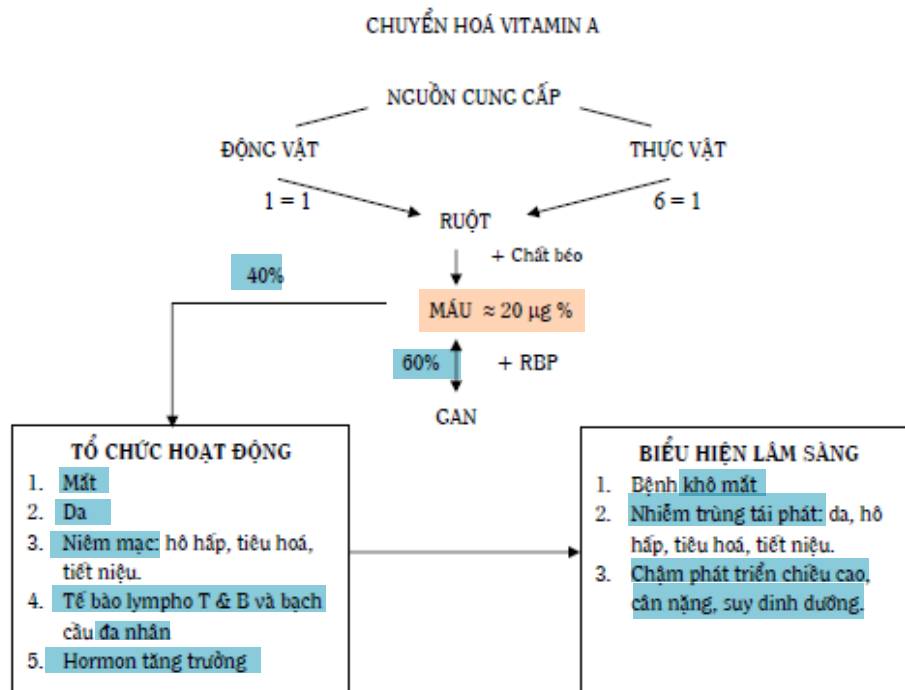 CHUYỂN HOÁ VITAMIN A
NGUỒN CUNG CẤP
ĐỘNG VẬT
THỰC VẬT
1 = 1
6 = 1
RUỘT
+ Chất béo
40%
MÁU ≈ 20 µg %
60%
+ RBP
GAN
TỔ CHỨC HOẠT ĐỘNG
1. Mắt
2. Da
3. Niêm mạc: hô hấp, tiêu hoá,
tiết niệu.
4. Tế bào lympho T & B và bạch
cầu đa nhân
5. Hormon tăng trưởng
BIỂU HIỆN LÂM SÀNG
1. Bệnh khô mắt
2. Nhiễm trùng tái phát: da, hô
hấp, tiêu hoá, tiết niệu.
3. Chậm phát triển chiều cao,
cân nặng, suy dinh dưỡng.